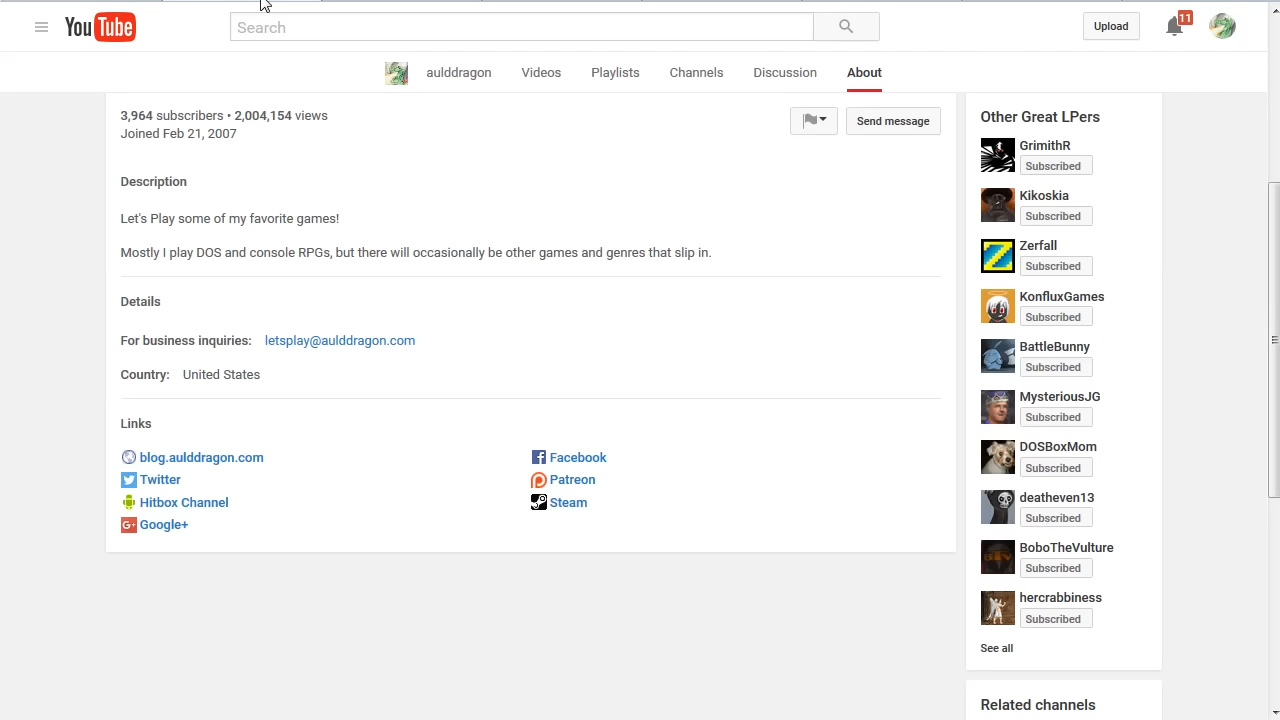 YouTube
Search
Upload
11
aulddragon Videos Playlists Channels Discussion About
3,964 subscribers • 2,004,154 views
Joined Feb 21, 2007
Send message
Description
Let's Play some of my favorite games!
Mostly I play DOS and console RPGs, but there will occasionally be other games and genres that slip in.
Details
For business inquiries: letsplay@aulddragon.com
Country: United States
Links
blog.aulddragon.com
Facebook
Twitter
Patreon
Hitbox Channel
Steam
Google+
Other Great LPers
GrimithR
Subscribed
Kikoskia
Subscribed
Zerfall
Subscribed
KonfluxGames
Subscribed
BattleBunny
Subscribed
MysteriousJG
Subscribed
DOSBoxMom
Subscribed
deatheven13
Subscribed
BoboTheVulture
Subscribed
hercrabbiness
Subscribed
See all
Related channels